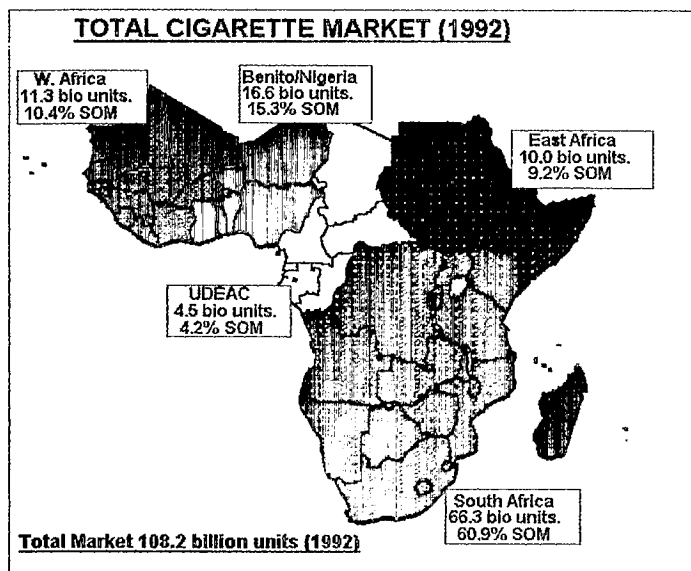 TOTAL CIGARETTE MARKET (1992)
W. Africa
11.3 bio units.
10.4% SOM
Benito/Nigeria
16.6 bio units.
15.3% SOM
East Africa
10.0 bio units.
9.2% SOM
UDEAC
4.5 bio units.
4.2% SOM
South Africa
66.3 bio units.
60.9% SOM
Total Market 108.2 billion units (1992)